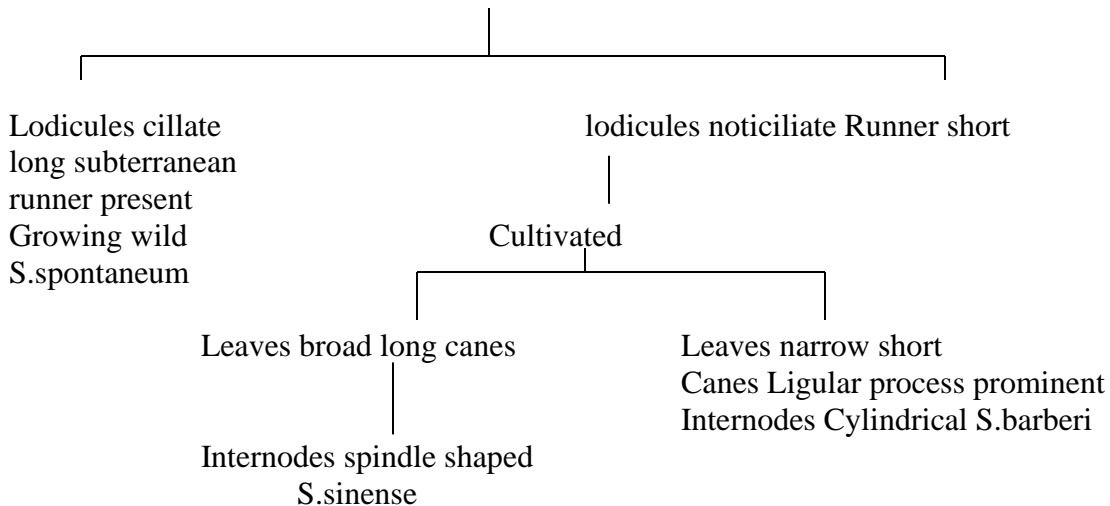 Lodicules cillate
long subterranean
runner present
Growing wild
S.spontaneum
lodicules noticiliate Runner short
Cultivated
Leaves broad long canes
Internodes spindle shaped
S.sinense
Leaves narrow short
Canes Ligular process prominent
Internodes Cylindrical S.barberi